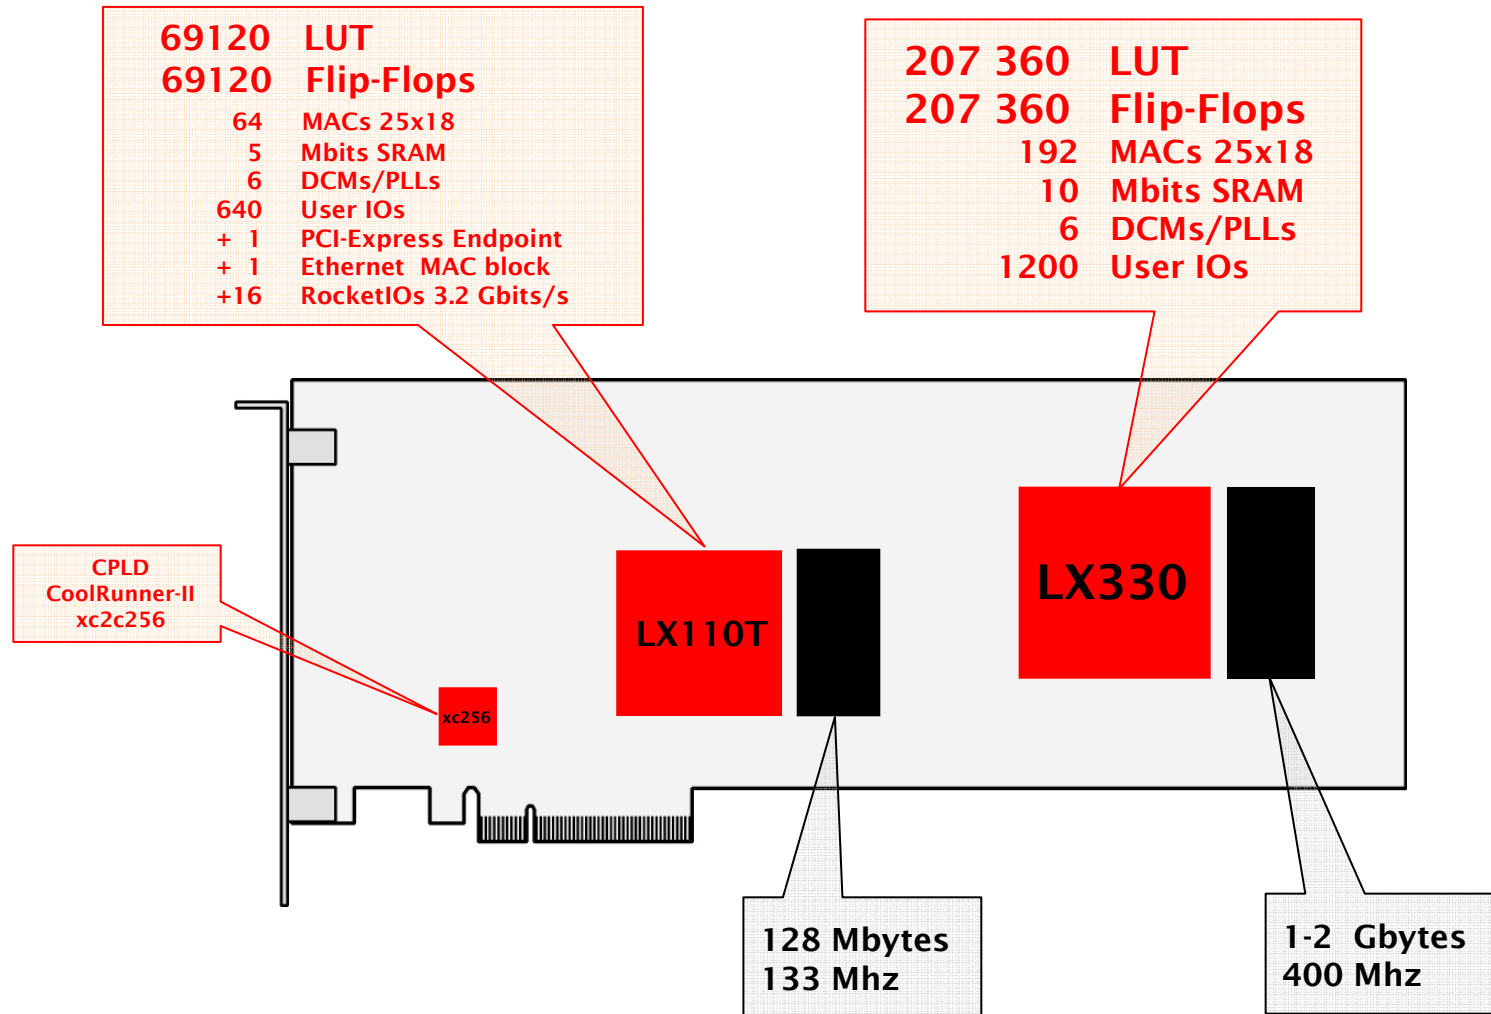 69120 LUT
69120 Flip-Flops
64 MACs 25x18
5 Mbits SRAM
6 DCMs/PLLs
640 User IOs
+ 1 PCI-Express Endpoint
+ 1 Ethernet MAC block
+16 RocketIOs 3.2 Gbits/s
207 360 LUT
207 360 Flip-Flops
192 MACs 25x18
10 Mbits SRAM
6 DCMs/PLLs
1200 User IOs
CPLD
CoolRunner-II
xc2c256
xc256
LX110T
LX330
128 Mbytes
133 Mhz
1-2 Gbytes
400 Mhz